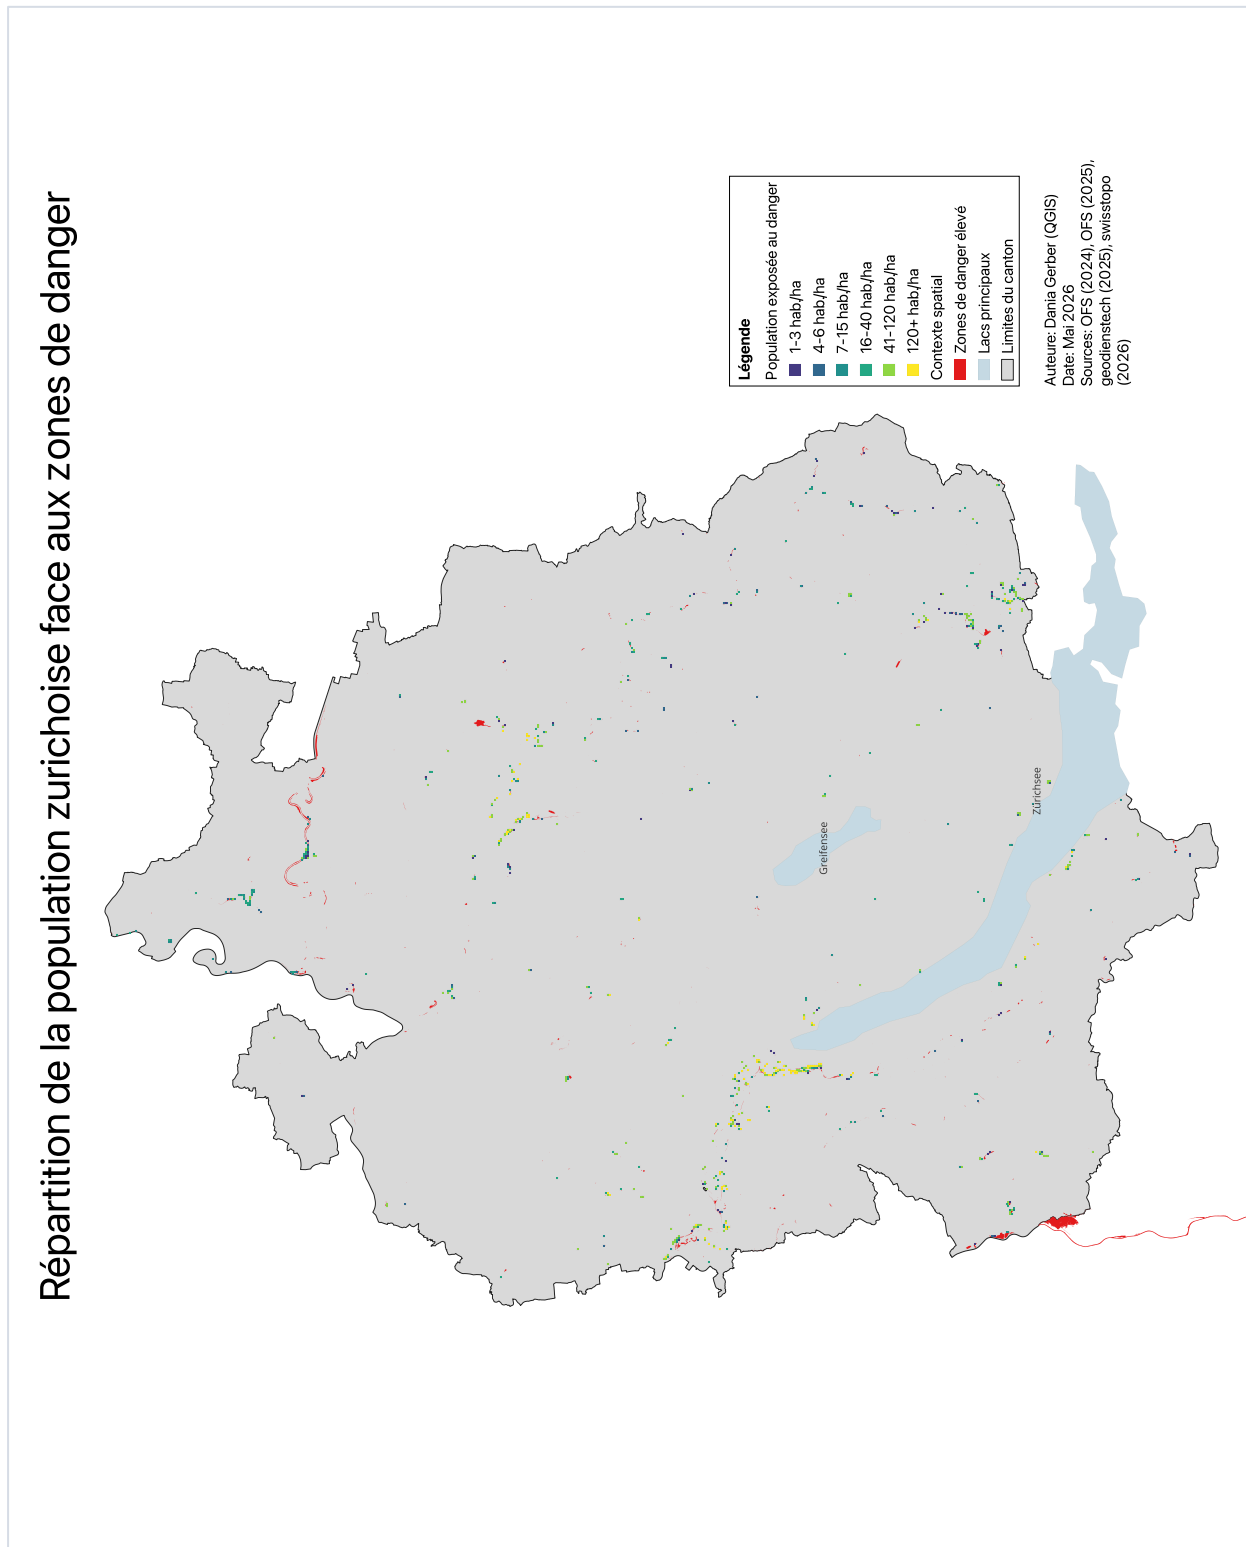 Répartition de la population zurichoise face aux zones de danger
Légende
Population exposée au danger
1-3 hab/ha
4-6 hab/ha
7-15 hab/ha
16-40 hab/ha
41-120 hab/ha
120+ hab/ha
Contexte spatial
Zones de danger élevé
Lacs principaux
Limites du canton
Auteure: Dania Gerber (QGIS)
Date: Mai 2026
Sources: OFS (2024), OFS (2025),
geodienstech (2025), swisstopo
(2026)
Greifensee
Zürichsee